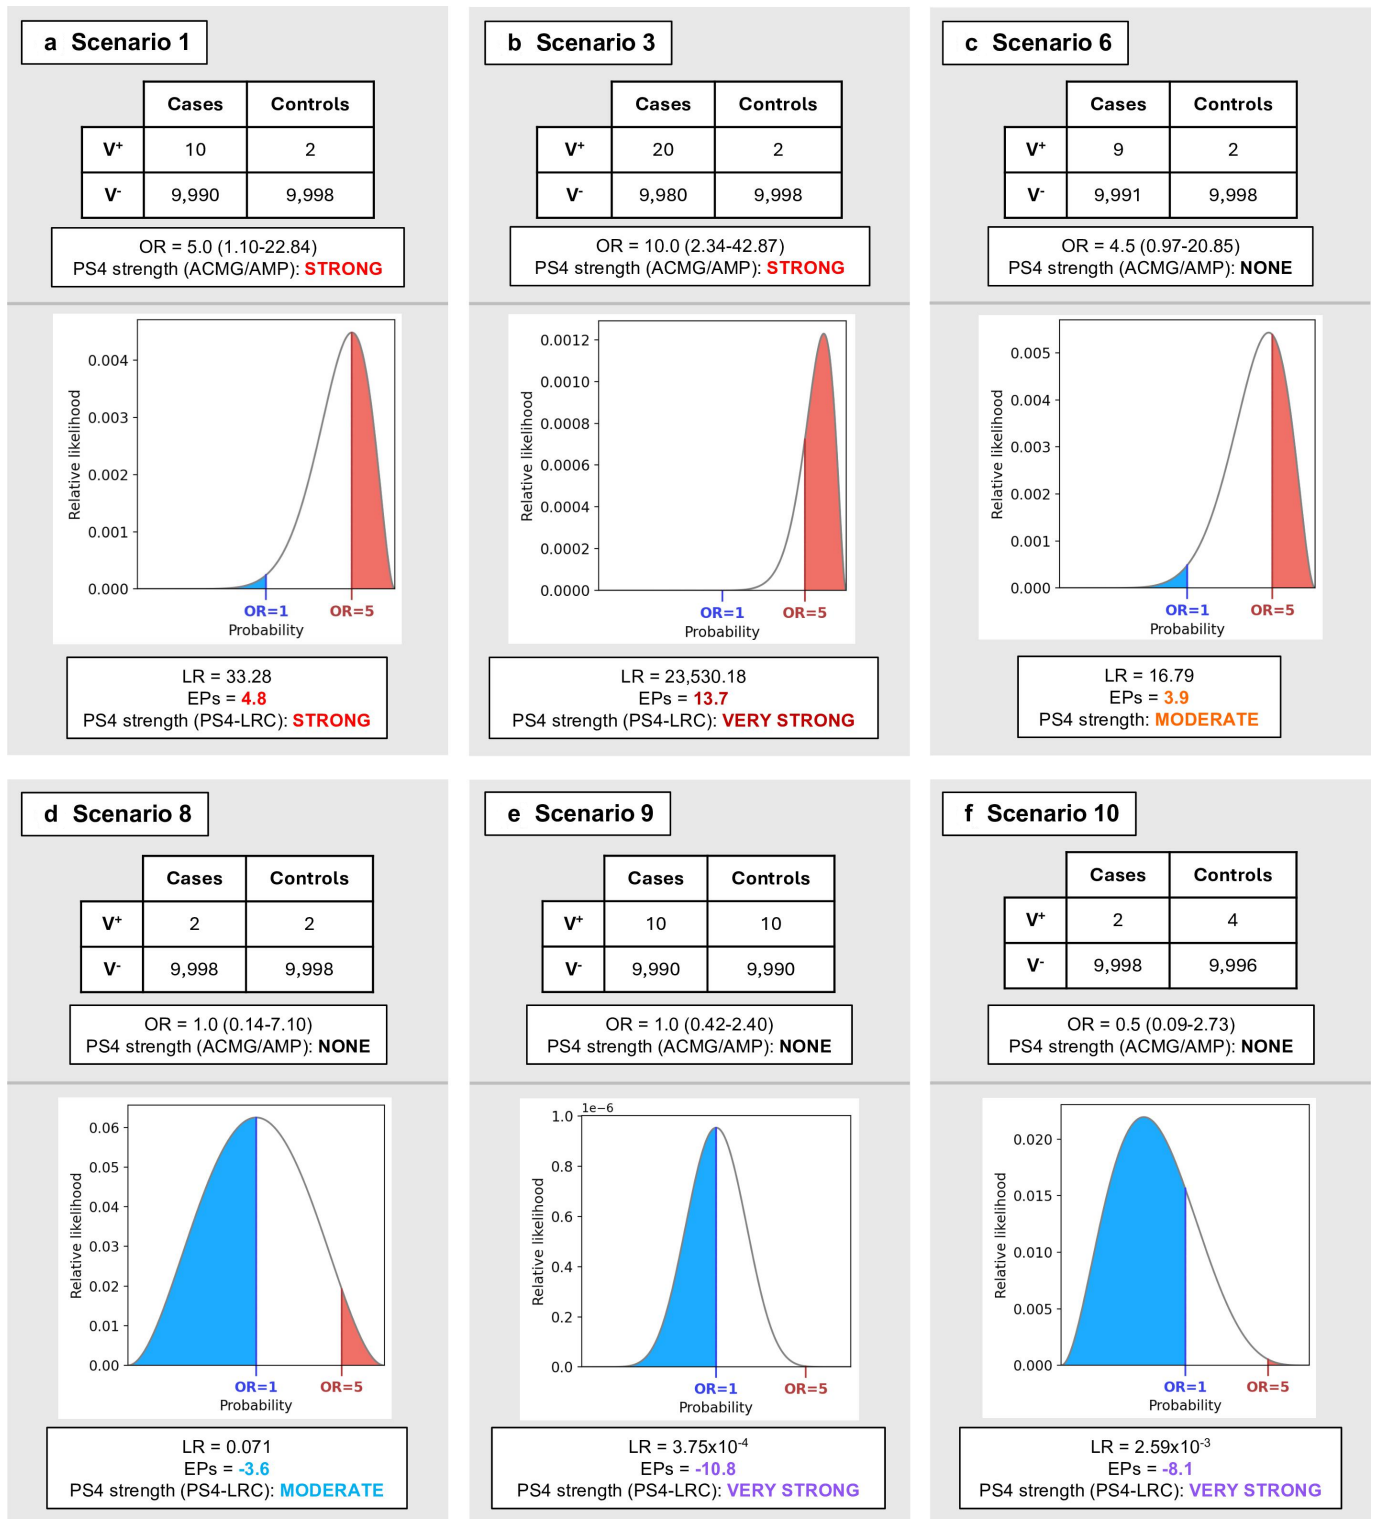 a Scenario 1
Cases Controls
V⁺ 10 2
V⁻ 9,990 9,998
OR = 5.0 (1.10-22.84)
PS4 strength (ACMG/AMP): STRONG
Relative likelihood
0.004
0.003
0.002
0.001
0.000
OR=1 OR=5
Probability
LR = 33.28
EPs = 4.8
PS4 strength (PS4-LRC): STRONG
b Scenario 3
Cases Controls
V⁺ 20 2
V⁻ 9,980 9,998
OR = 10.0 (2.34-42.87)
PS4 strength (ACMG/AMP): STRONG
Relative likelihood
0.0012
0.0010
0.0008
0.0006
0.0004
0.0002
0.0000
OR=1 OR=5
Probability
LR = 23,530.18
EPs = 13.7
PS4 strength (PS4-LRC): VERY STRONG
c Scenario 6
Cases Controls
V⁺ 9 2
V⁻ 9,991 9,998
OR = 4.5 (0.97-20.85)
PS4 strength (ACMG/AMP): NONE
Relative likelihood
0.005
0.004
0.003
0.002
0.001
0.000
OR=1 OR=5
Probability
LR = 16.79
EPs = 3.9
PS4 strength: MODERATE
d Scenario 8
Cases Controls
V⁺ 2 2
V⁻ 9,998 9,998
OR = 1.0 (0.14-7.10)
PS4 strength (ACMG/AMP): NONE
Relative likelihood
0.06
0.05
0.04
0.03
0.02
0.01
0.00
OR=1 OR=5
Probability
LR = 0.071
EPs = -3.6
PS4 strength (PS4-LRC): MODERATE
e Scenario 9
Cases Controls
V⁺ 10 10
V⁻ 9,990 9,990
OR = 1.0 (0.42-2.40)
PS4 strength (ACMG/AMP): NONE
Relative likelihood
1e−6
1.0
0.8
0.6
0.4
0.2
0.0
OR=1 OR=5
Probability
LR = 3.75x10⁻⁴
EPs = -10.8
PS4 strength (PS4-LRC): VERY STRONG
f Scenario 10
Cases Controls
V⁺ 2 4
V⁻ 9,998 9,996
OR = 0.5 (0.09-2.73)
PS4 strength (ACMG/AMP): NONE
Relative likelihood
0.020
0.015
0.010
0.005
0.000
OR=1 OR=5
Probability
LR = 2.59x10⁻³
EPs = -8.1
PS4 strength (PS4-LRC): VERY STRONG